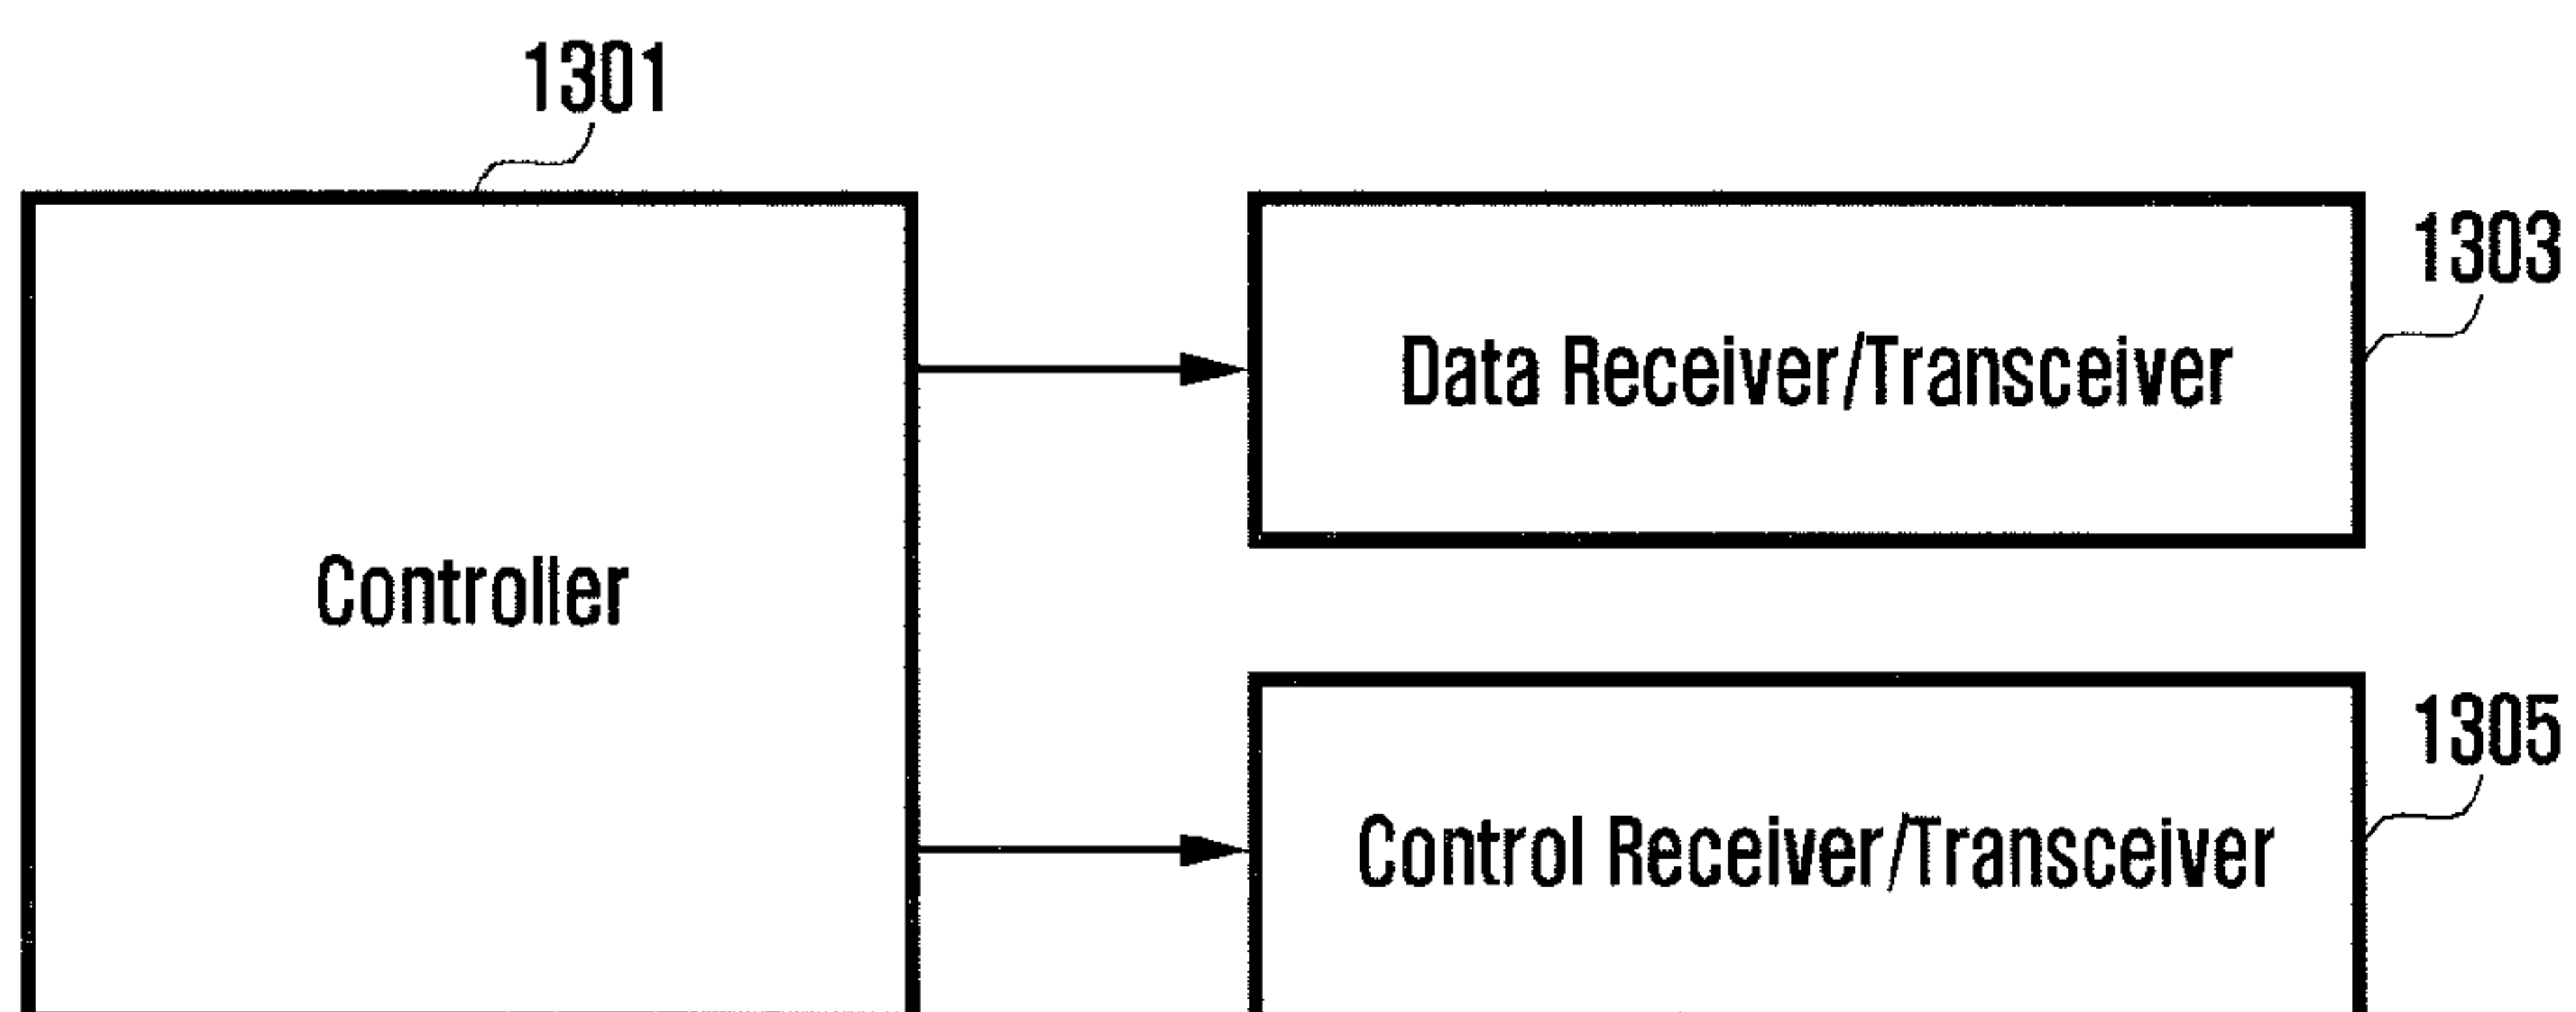 1301
1303
Data Receiver/Transceiver
Controller
1305
Control Receiver/Transceiver